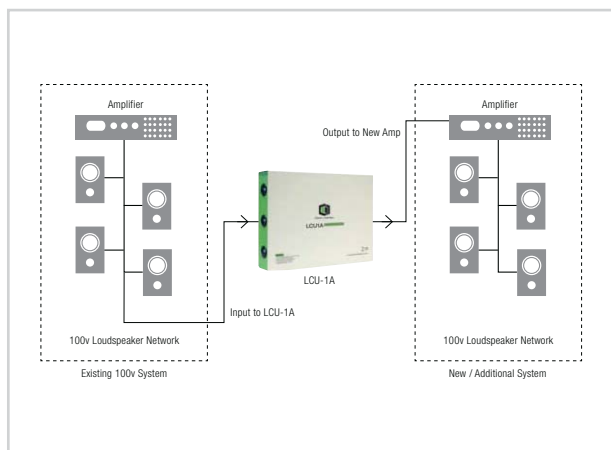 Amplifier
Amplifier
Output to New Amp
LCU1A
LCU-1A
Input to LCU-1A
100v Loudspeaker Network
100v Loudspeaker Network
Existing 100v System
New / Additional System